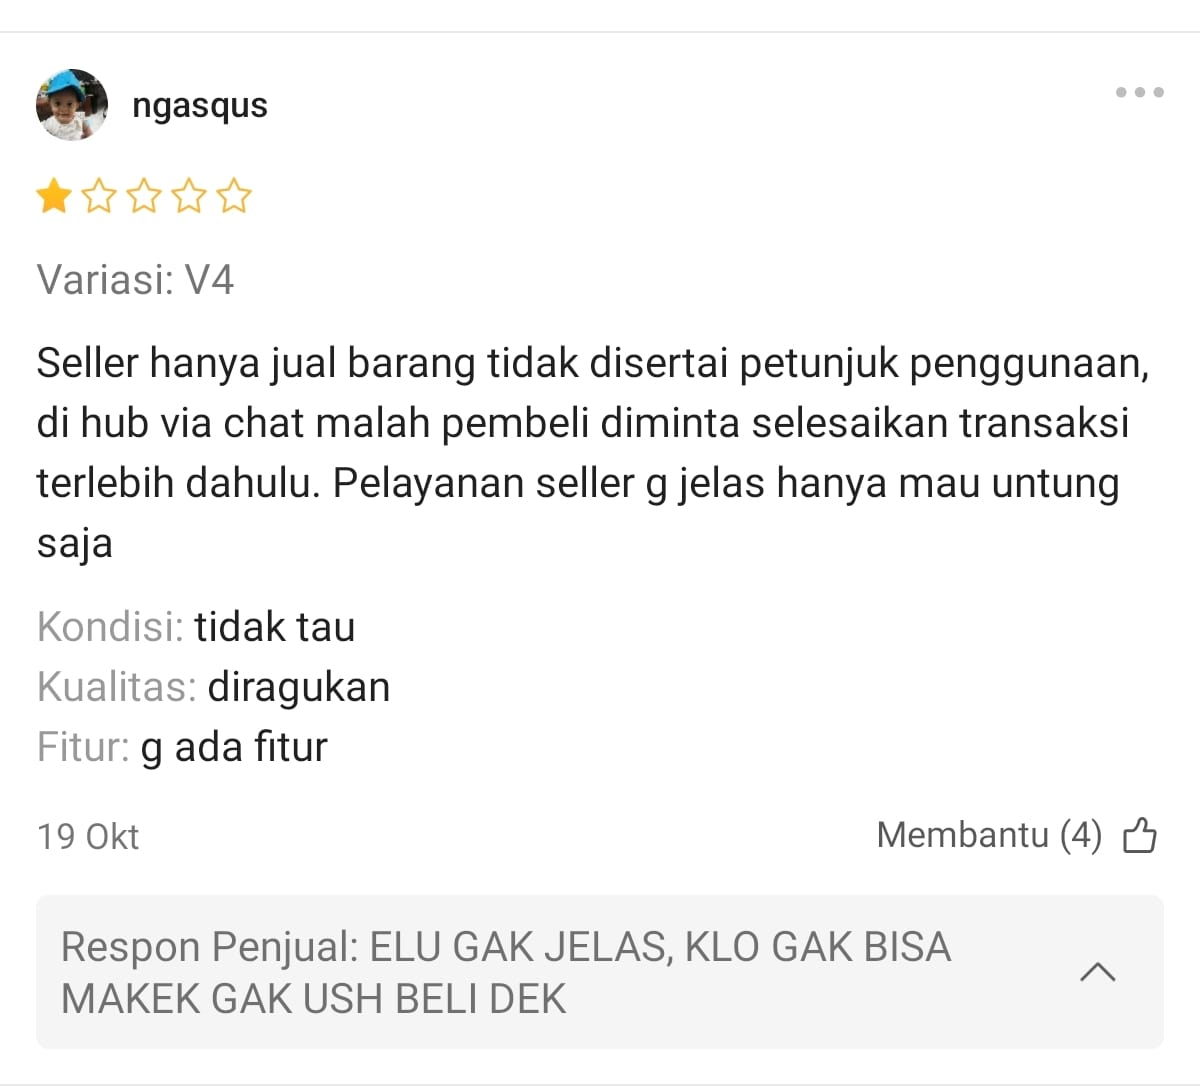 ngasqus
Variasi: V4
Seller hanya jual barang tidak disertai petunjuk penggunaan,
di hub via chat malah pembeli diminta selesaikan transaksi
terlebih dahulu. Pelayanan seller g jelas hanya mau untung
saja
Kondisi: tidak tau
Kualitas: diragukan
Fitur: g ada fitur
19 Okt
Membantu (4)
Respon Penjual: ELU GAK JELAS, KLO GAK BISA
MAKEK GAK USH BELI DEK